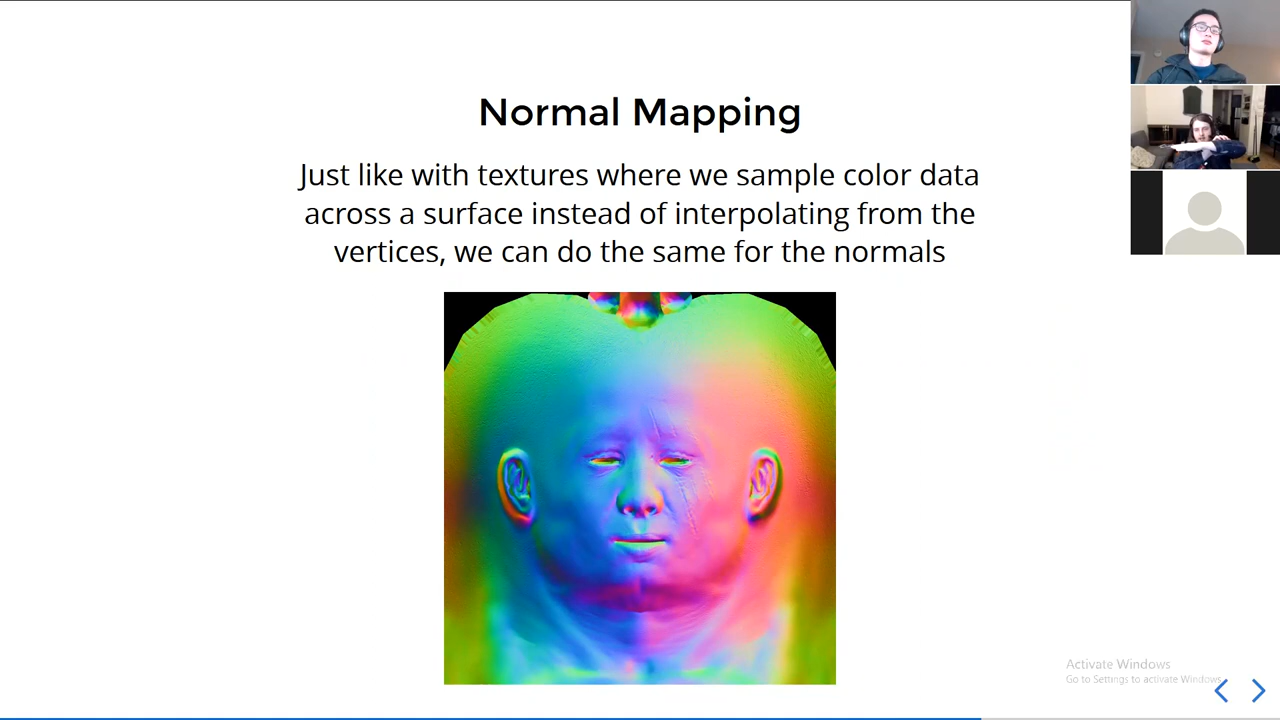 Normal Mapping
Just like with textures where we sample color data
across a surface instead of interpolating from the
vertices, we can do the same for the normals
Activate Windows
Go to Settings to activate Windows.